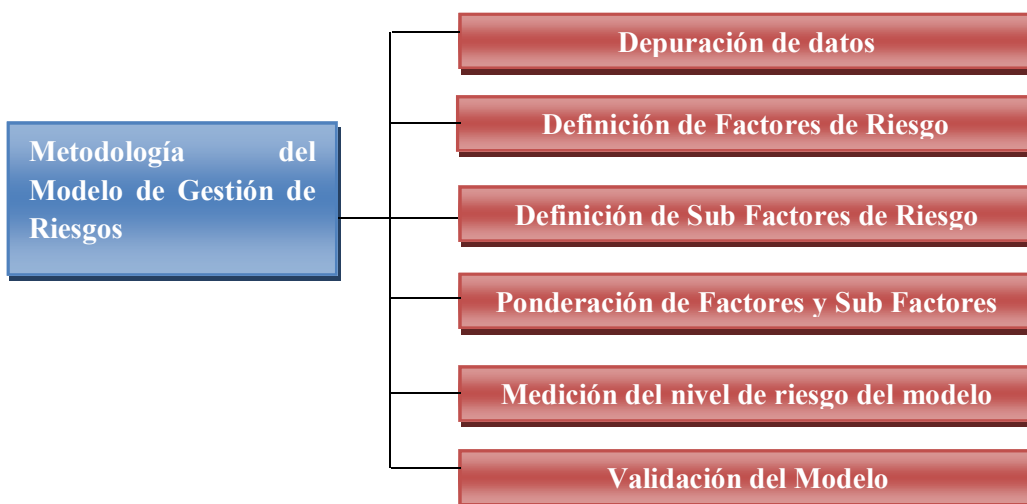 Metodología del
Modelo de Gestión de
Riesgos
Depuración de datos
Definición de Factores de Riesgo
Definición de Sub Factores de Riesgo
Ponderación de Factores y Sub Factores
Medición del nivel de riesgo del modelo
Validación del Modelo